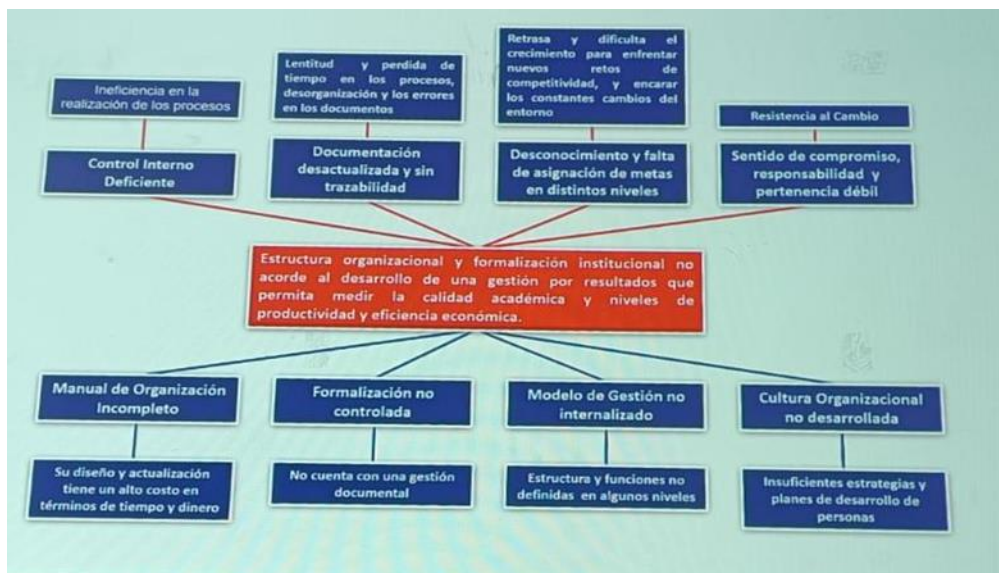 Ineficiencia en la
realización de los procesos
Lentitud y perdida de
tiempo en los procesos,
desorganización y los errores
en los documentos
Retrasa y dificulta el
crecimiento para enfrentar
nuevos retos de
competitividad, y encarar
los constantes cambios del
entorno
Resistencia al Cambio
Control Interno
Deficiente
Documentación
desactualizada y sin
trazabilidad
Desconocimiento y falta
de asignación de metas
en distintos niveles
Sentido de compromiso,
responsabilidad y
pertenencia débil
Estructura organizacional y formalización institucional no
acorde al desarrollo de una gestión por resultados que
permita medir la calidad académica y niveles de
productividad y eficiencia económica.
Manual de Organización
Incompleto
Formalización no
controlada
Modelo de Gestión no
internalizado
Cultura Organizacional
no desarrollada
Su diseño y actualización
tiene un alto costo en
términos de tiempo y dinero
No cuenta con una gestión
documental
Estructura y funciones no
definidas en algunos niveles
Insuficientes estrategias y
planes de desarrollo de
personas